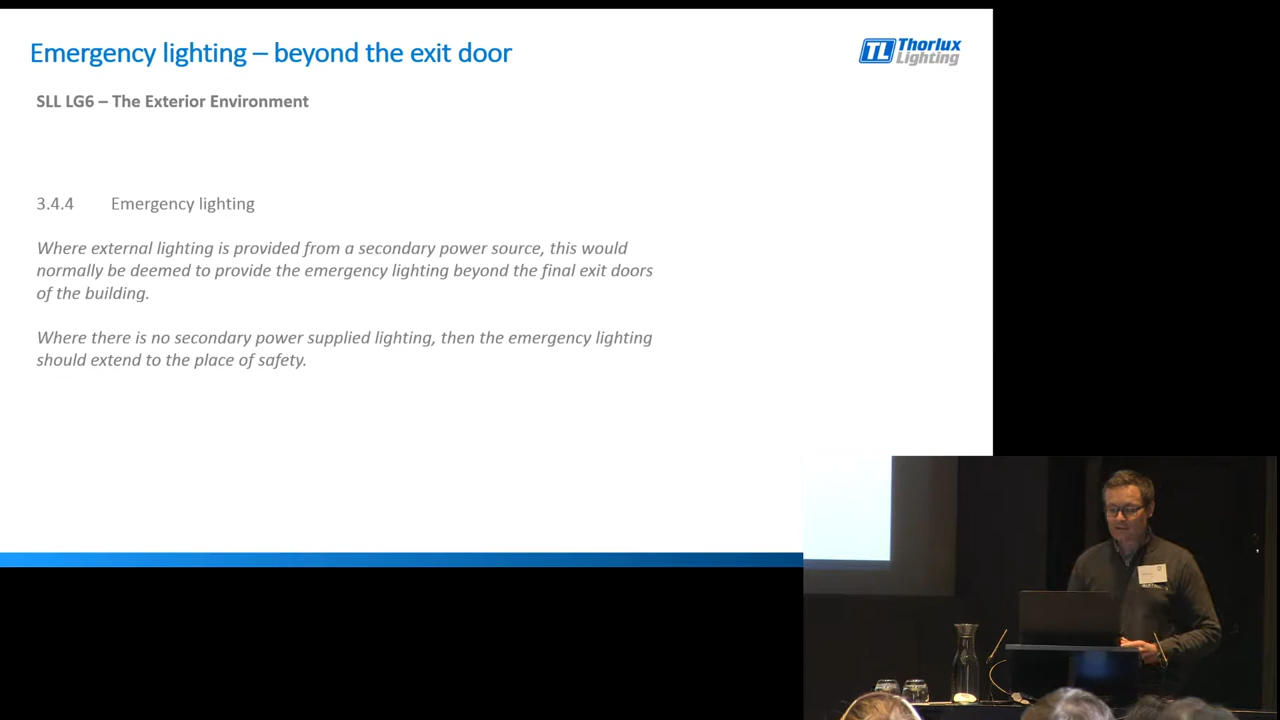 Emergency lighting – beyond the exit door
TL Thorlux
Lighting
SLL LG6 – The Exterior Environment
3.4.4 Emergency lighting
Where external lighting is provided from a secondary power source, this would
normally be deemed to provide the emergency lighting beyond the final exit doors
of the building.
Where there is no secondary power supplied lighting, then the emergency lighting
should extend to the place of safety.